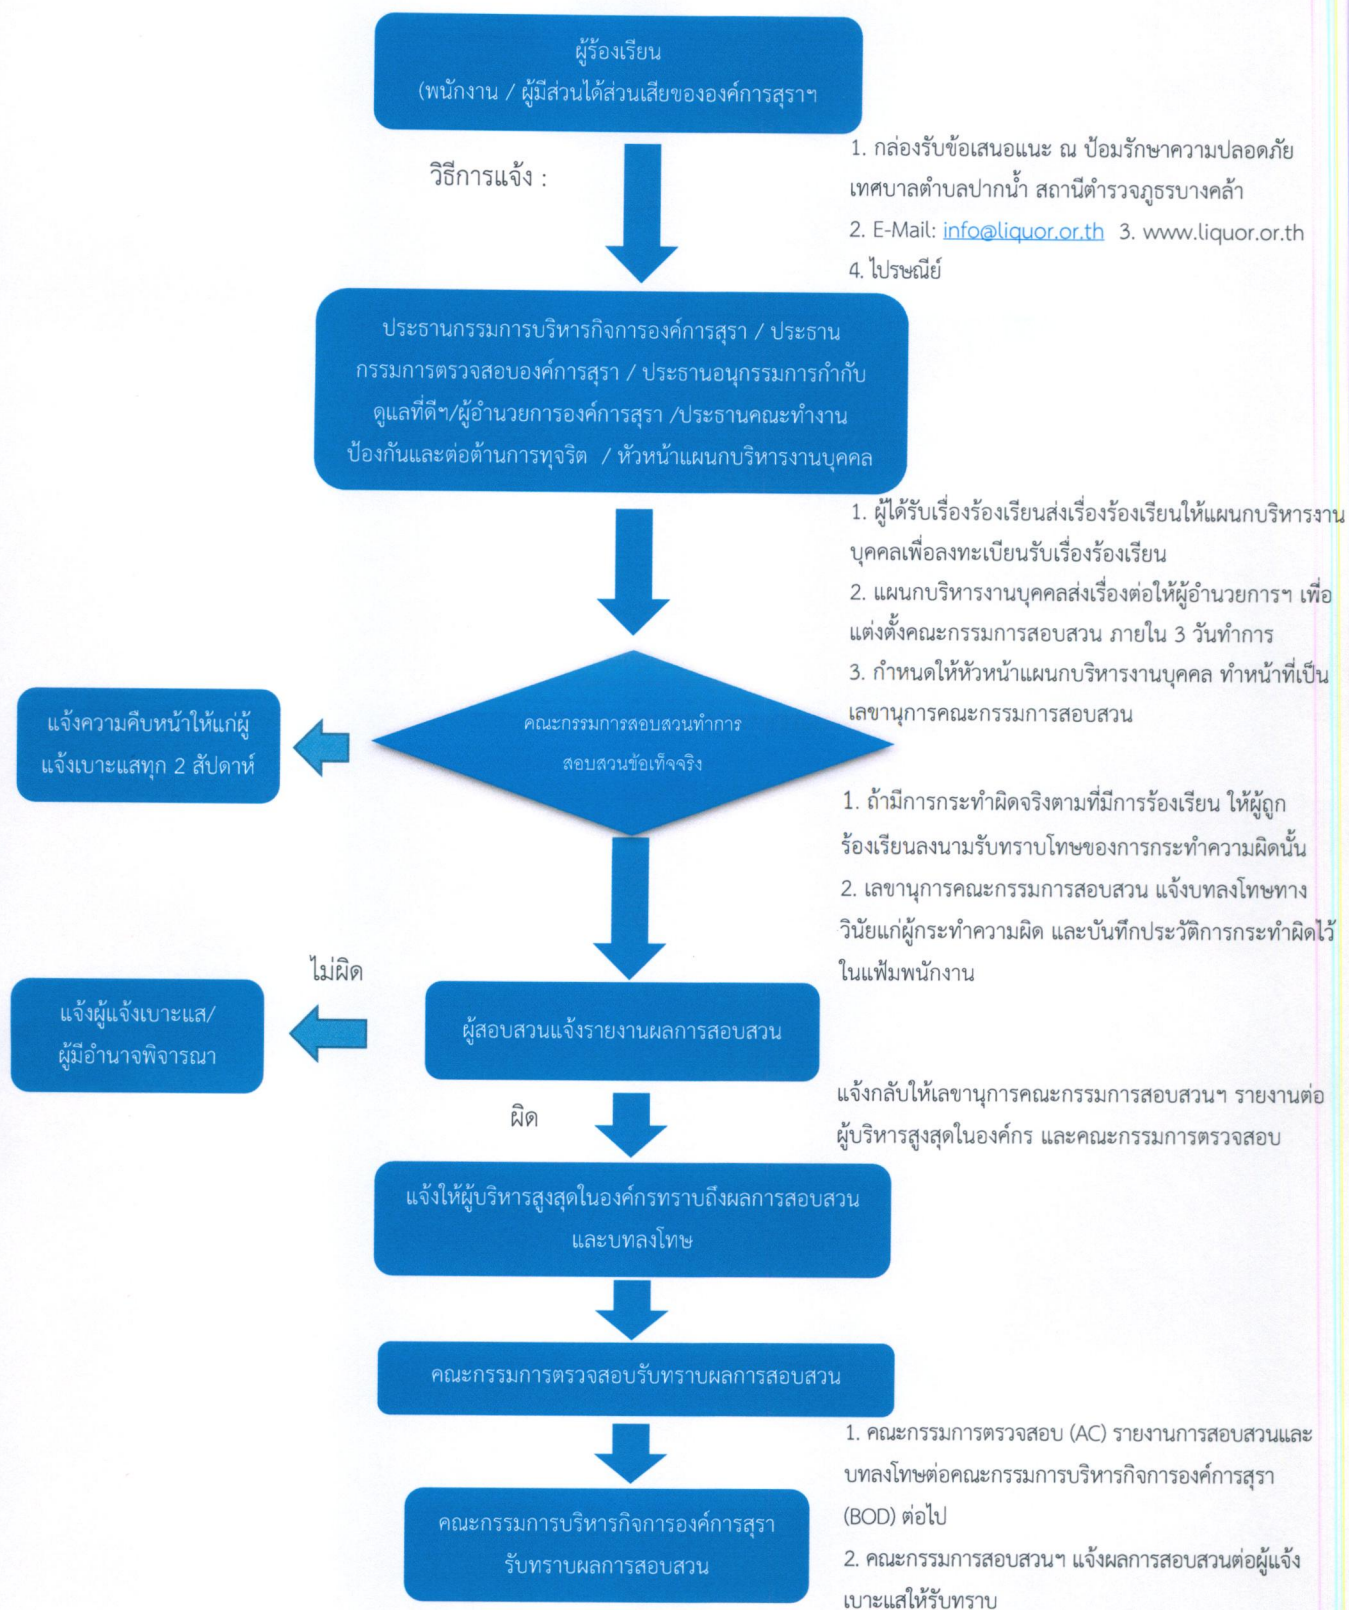 ผู้ร้องเรียน
(พนักงาน / ผู้มีส่วนได้ส่วนเสียขององค์การสุราฯ
วิธีการแจ้ง :
1. กล่องรับข้อเสนอแนะ ณ ป้อมรักษาความปลอดภัย
เทศบาลตำบลปากน้ำ สถานีตำรวจภูธรบางคล้า
2. E-Mail: info@liquor.or.th 3. www.liquor.or.th
4. ไปรษณีย์
ประธานกรรมการบริหารกิจการองค์การสุรา / ประธาน
กรรมการตรวจสอบองค์การสุรา / ประธานอนุกรรมการกำกับ
ดูแลที่ดีฯ/ผู้อำนวยการองค์การสุรา /ประธานคณะทำงาน
ป้องกันและต่อต้านการทุจริต / หัวหน้าแผนกบริหารงานบุคคล
1. ผู้ได้รับเรื่องร้องเรียนส่งเรื่องร้องเรียนให้แผนกบริหารงาน
บุคคลเพื่อลงทะเบียนรับเรื่องร้องเรียน
2. แผนกบริหารงานบุคคลส่งเรื่องต่อให้ผู้อำนวยการฯ เพื่อ
แต่งตั้งคณะกรรมการสอบสวน ภายใน 3 วันทำการ
3. กำหนดให้หัวหน้าแผนกบริหารงานบุคคล ทำหน้าที่เป็น
เลขานุการคณะกรรมการสอบสวน
แจ้งความคืบหน้าให้แก่ผู้
แจ้งเบาะแสทุก 2 สัปดาห์
คณะกรรมการสอบสวนทำการ
สอบสวนข้อเท็จจริง
1. ถ้ามีการกระทำผิดจริงตามที่มีการร้องเรียน ให้ผู้ถูก
ร้องเรียนลงนามรับทราบโทษของการกระทำความผิดนั้น
2. เลขานุการคณะกรรมการสอบสวน แจ้งบทลงโทษทาง
วินัยแก่ผู้กระทำความผิด และบันทึกประวัติการกระทำผิดไว้
ในแฟ้มพนักงาน
ไม่ผิด
แจ้งผู้แจ้งเบาะแส/
ผู้มีอำนาจพิจารณา
ผู้สอบสวนแจ้งรายงานผลการสอบสวน
ผิด
แจ้งกลับให้เลขานุการคณะกรรมการสอบสวนฯ รายงานต่อ
ผู้บริหารสูงสุดในองค์กร และคณะกรรมการตรวจสอบ
แจ้งให้ผู้บริหารสูงสุดในองค์กรทราบถึงผลการสอบสวน
และบทลงโทษ
คณะกรรมการตรวจสอบรับทราบผลการสอบสวน
1. คณะกรรมการตรวจสอบ (AC) รายงานการสอบสวนและ
บทลงโทษต่อคณะกรรมการบริหารกิจการองค์การสุรา
(BOD) ต่อไป
2. คณะกรรมการสอบสวนฯ แจ้งผลการสอบสวนต่อผู้แจ้ง
เบาะแสให้รับทราบ
คณะกรรมการบริหารกิจการองค์การสุรา
รับทราบผลการสอบสวน